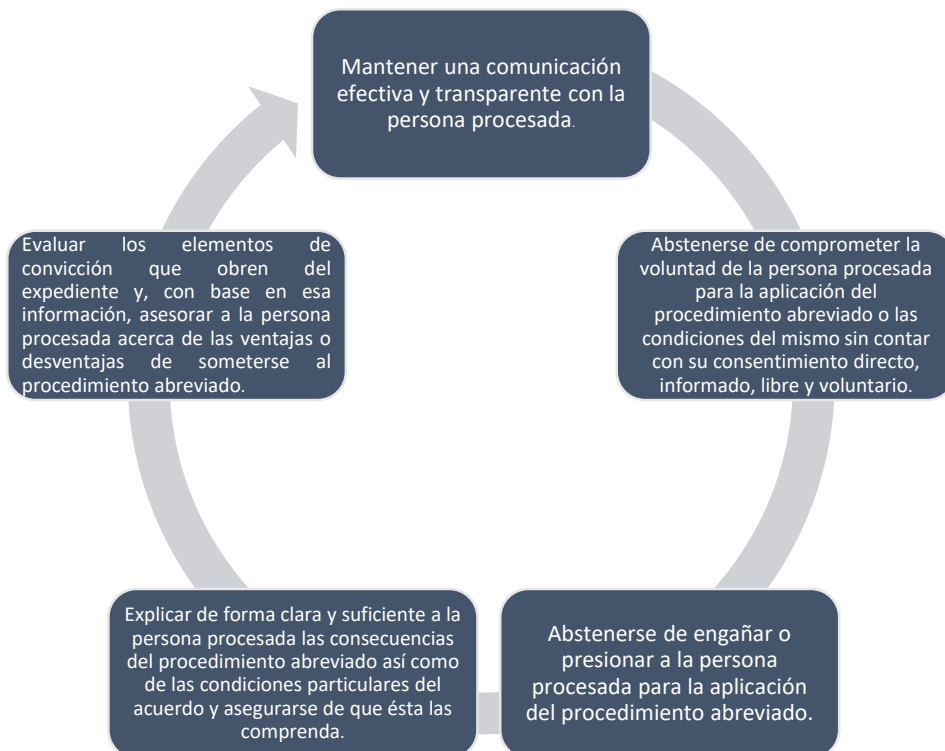 Mantener una comunicación
efectiva y transparente con la
persona procesada.
Abstenerse de comprometer la
voluntad de la persona procesada
para la aplicación del
procedimiento abreviado o las
condiciones del mismo sin contar
con su consentimiento directo,
informado, libre y voluntario.
Abstenerse de engañar o
presionar a la persona
procesada para la aplicación
del procedimiento abreviado.
Explicar de forma clara y suficiente a la
persona procesada las consecuencias
del procedimiento abreviado así como
de las condiciones particulares del
acuerdo y asegurarse de que ésta las
comprenda.
Evaluar los elementos de
convicción que obren del
expediente y, con base en esa
información, asesorar a la persona
procesada acerca de las ventajas o
desventajas de someterse al
procedimiento abreviado.